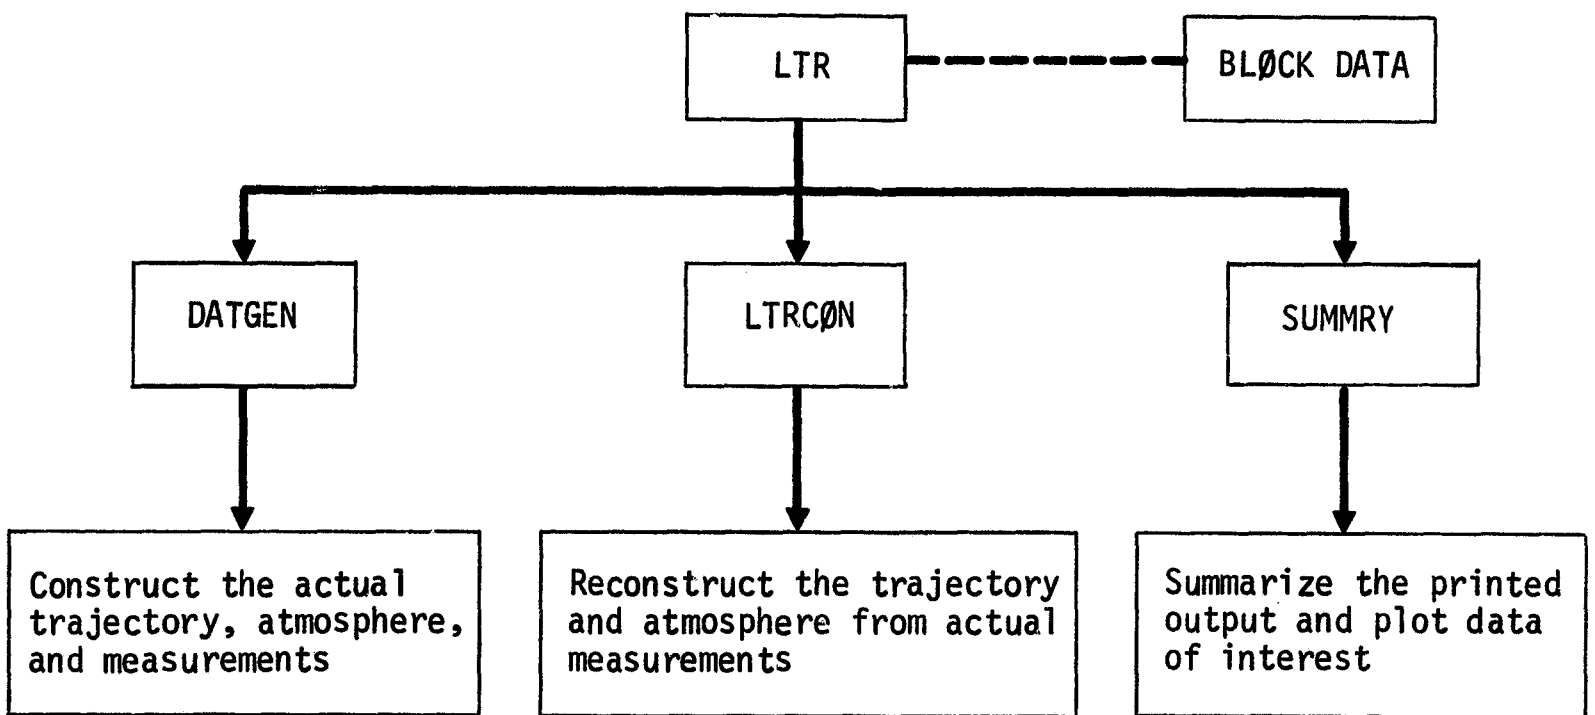 LTR
BLØCK DATA
DATGEN
LTRCØN
SUMMRY
Construct the actual
trajectory, atmosphere,
and measurements
Reconstruct the trajectory
and atmosphere from actual
measurements
Summarize the printed
output and plot data
of interest